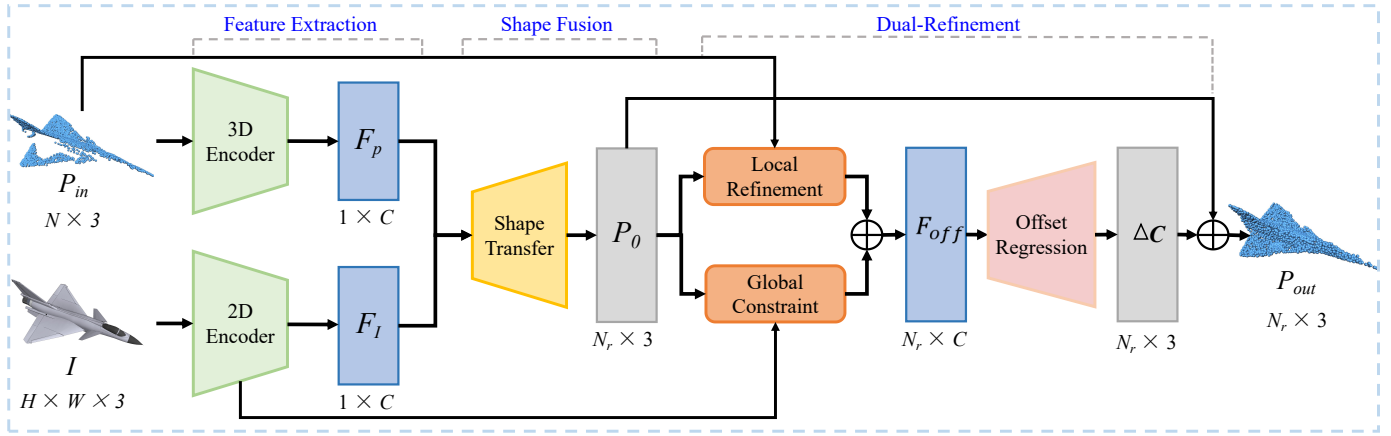 Feature Extraction
Shape Fusion
Dual-Refinement
P_in
N × 3
3D
Encoder
F_p
1 × C
I
H × W × 3
2D
Encoder
F_I
1 × C
Shape
Transfer
P_0
N_r × 3
Local
Refinement
Global
Constraint
F_off
N_r × C
Offset
Regression
ΔC
N_r × 3
P_out
N_r × 3